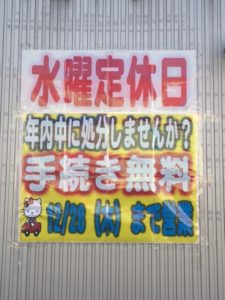 水曜定休日
年内中に処分しませんか?
手続き無料
12/28 (木) まで営業